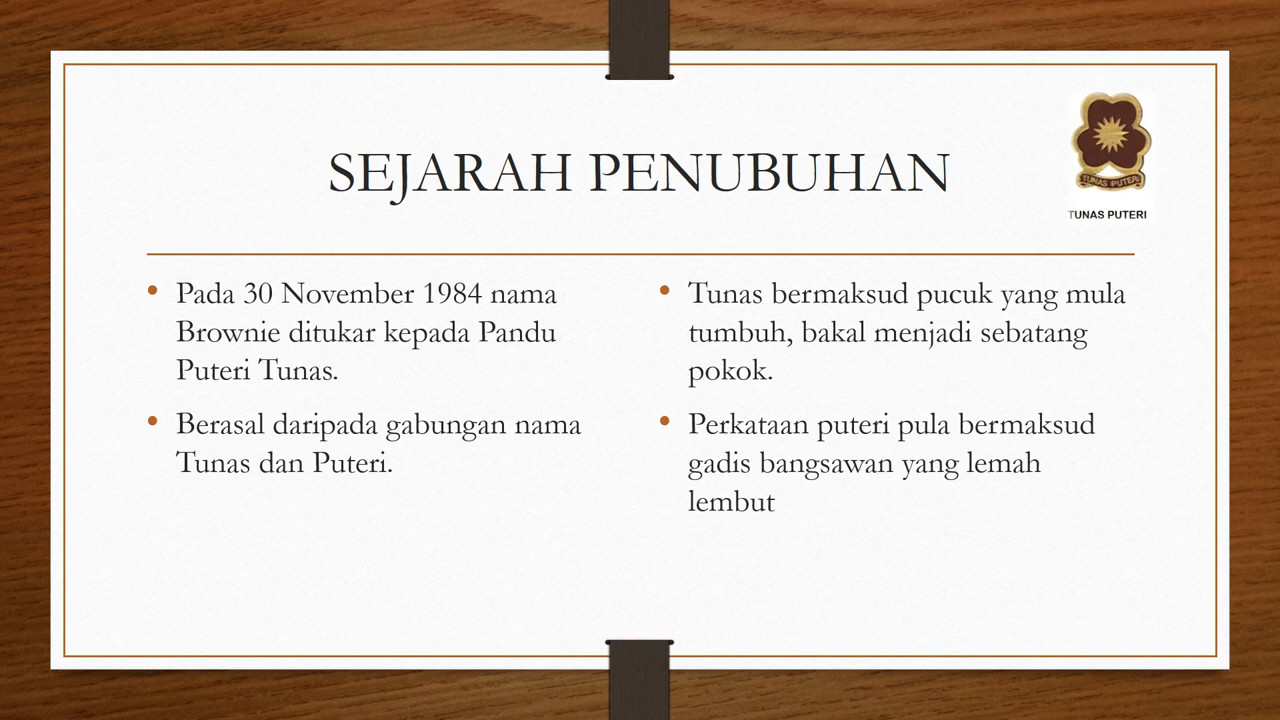 SEJARAH PENUBUHAN
TUNAS PUTERI
TUNAS PUTERI
• Pada 30 November 1984 nama
Brownie ditukar kepada Pandu
Puteri Tunas.
• Berasal daripada gabungan nama
Tunas dan Puteri.
• Tunas bermaksud pucuk yang mula
tumbuh, bakal menjadi sebatang
pokok.
• Perkataan puteri pula bermaksud
gadis bangsawan yang lemah
lembut